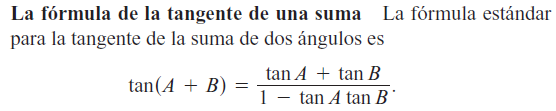 La fórmula de la tangente de una suma La fórmula estándar
para la tangente de la suma de dos ángulos es
tan(A + B) = \frac{tan A + tan B}{1 − tan A tan B}.